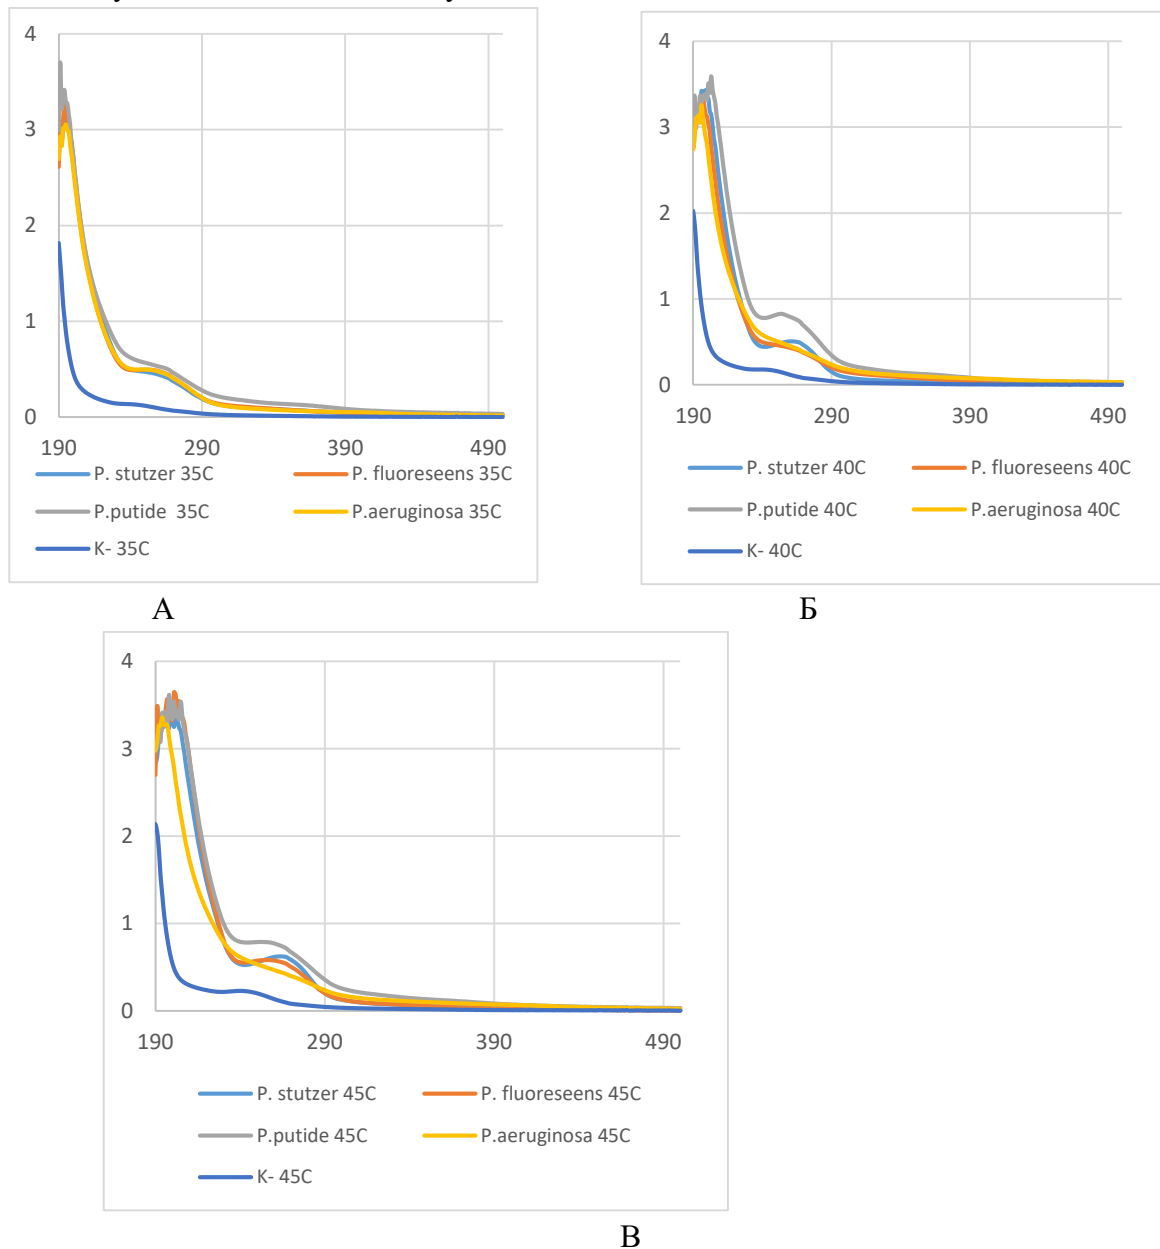 4
3
2
1
0
190 290 390 490
P. stutzer 35C P. fluoreseens 35C
P.putide 35C P.aeruginosa 35C
K- 35C
4
3
2
1
0
190 290 390 490
P. stutzer 40C P. fluoreseens 40C
P.putide 40C P.aeruginosa 40C
K- 40C
А Б
4
3
2
1
0
190 290 390 490
P. stutzer 45C P. fluoreseens 45C
P.putide 45C P.aeruginosa 45C
K- 45C
В